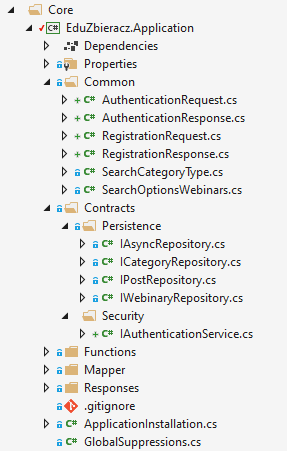 Core
EduZbieracz.Application
Dependencies
Properties
Common
AuthenticationRequest.cs
AuthenticationResponse.cs
RegistrationRequest.cs
RegistrationResponse.cs
SearchCategoryType.cs
SearchOptionsWebinars.cs
Contracts
Persistence
IAsyncRepository.cs
ICategoryRepository.cs
IPostRepository.cs
IWebinaryRepository.cs
Security
IAuthenticationService.cs
Functions
Mapper
Responses
.gitignore
ApplicationInstallation.cs
GlobalSuppressions.cs